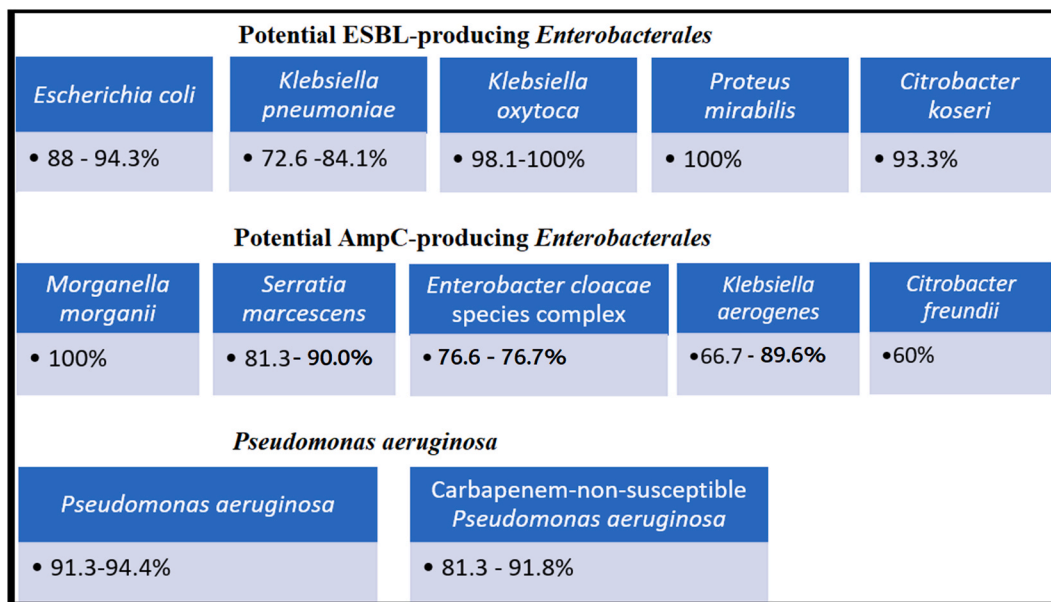 Potential ESBL-producing Enterobacterales
Escherichia coli
Klebsiella
pneumoniae
Klebsiella
oxytoca
Proteus
mirabilis
Citrobacter
koseri
• 88 - 94.3%
• 72.6 -84.1%
• 98.1-100%
• 100%
• 93.3%
Potential AmpC-producing Enterobacterales
Morganella
morganii
Serratia
marcescens
Enterobacter cloacae
species complex
Klebsiella
aerogenes
Citrobacter
freundii
• 100%
• 81.3- 90.0%
• 76.6 - 76.7%
•66.7 - 89.6%
•60%
Pseudomonas aeruginosa
Pseudomonas aeruginosa
Carbapenem-non-susceptible
Pseudomonas aeruginosa
• 91.3-94.4%
• 81.3 - 91.8%